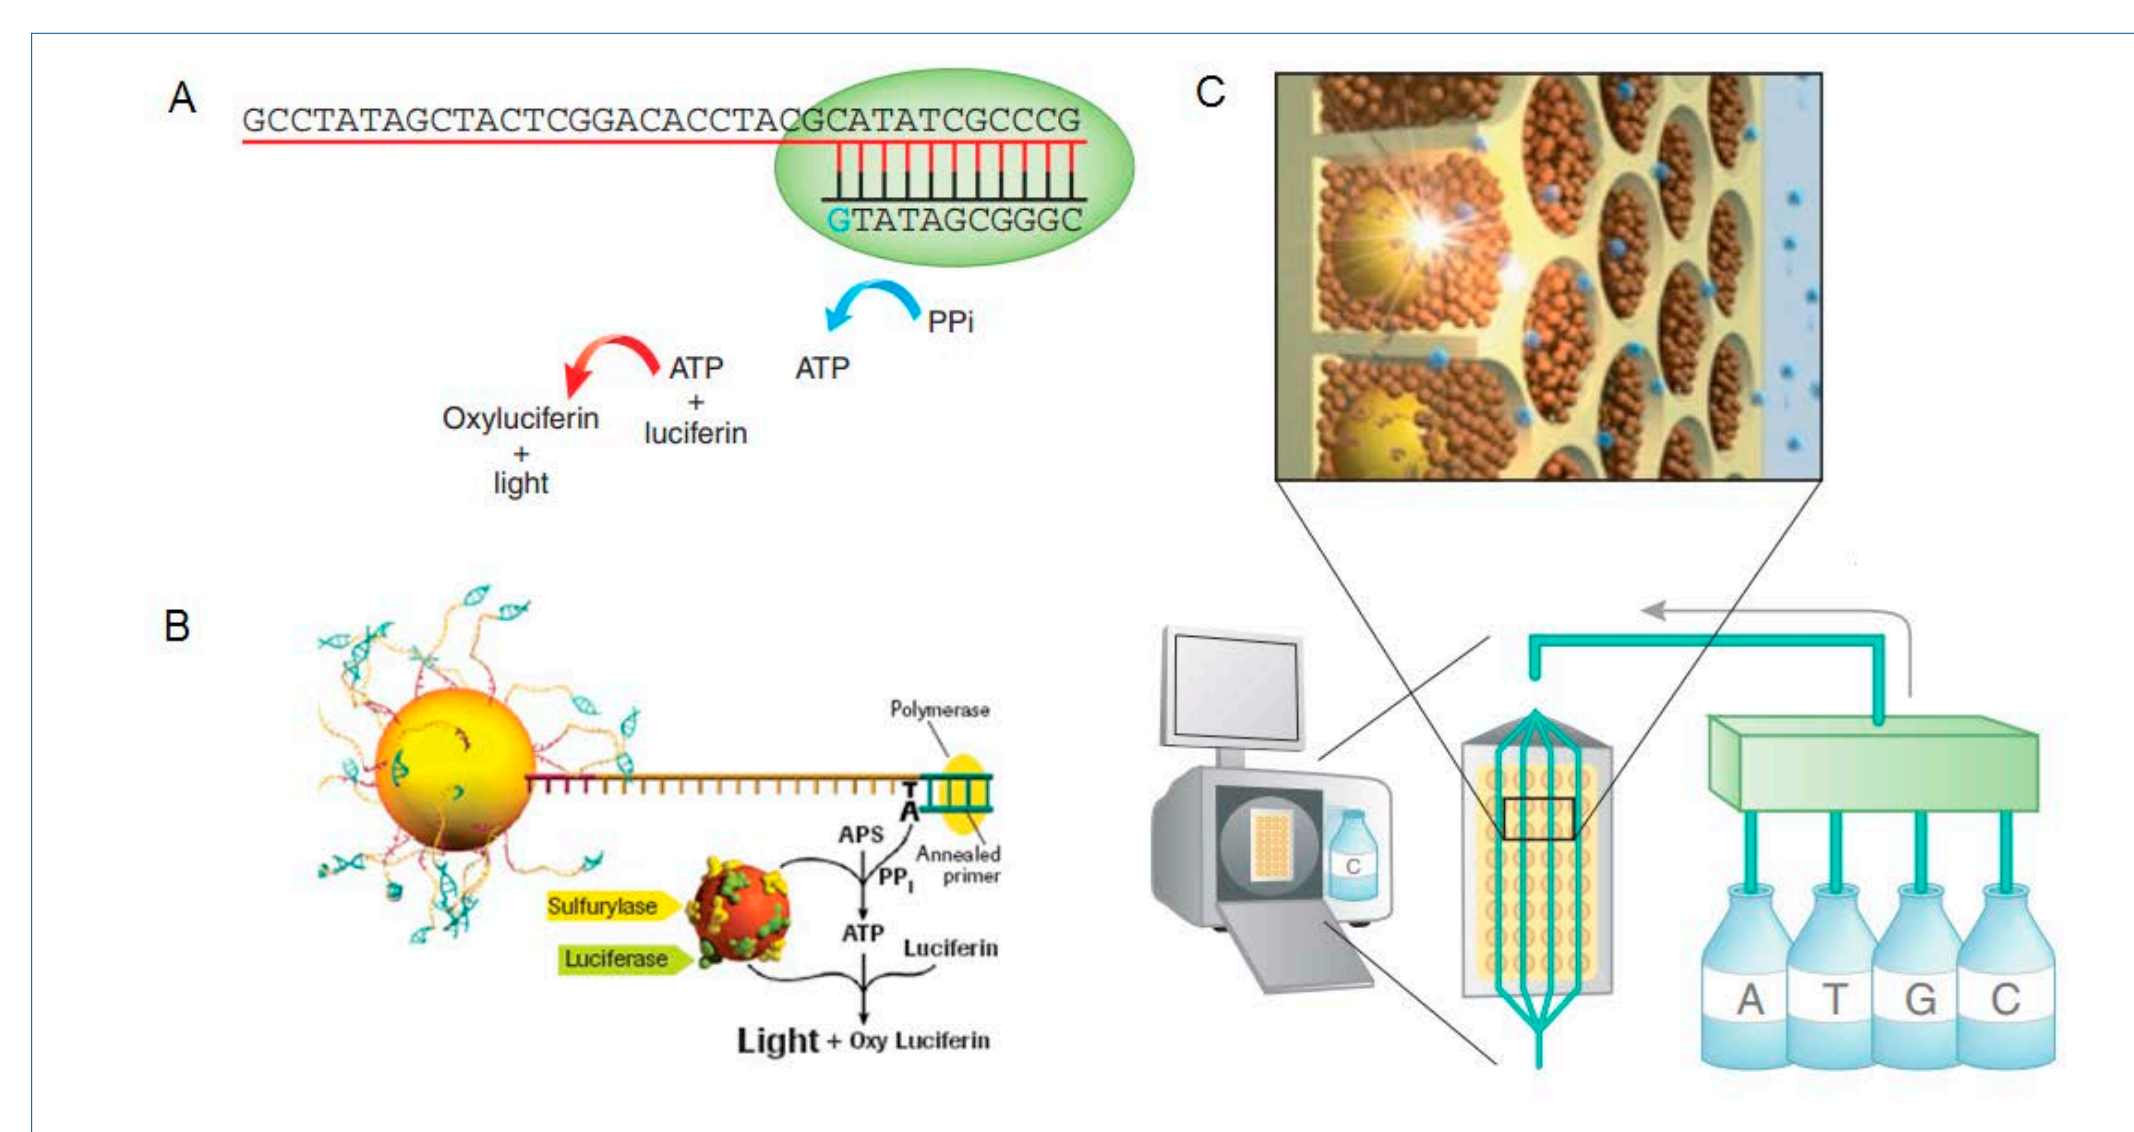 A
GCCTATAGCTACTCGGACACCTACGCATATCGCCCG
GTATAGCGGGC
PPi
ATP
ATP
+
luciferin
Oxyluciferin
+
light
B
Polymerase
T
A
APS
PPI
Annealed
primer
Sulfurylase
Luciferase
ATP
Luciferin
Light + Oxy Luciferin
C
C
A T G C